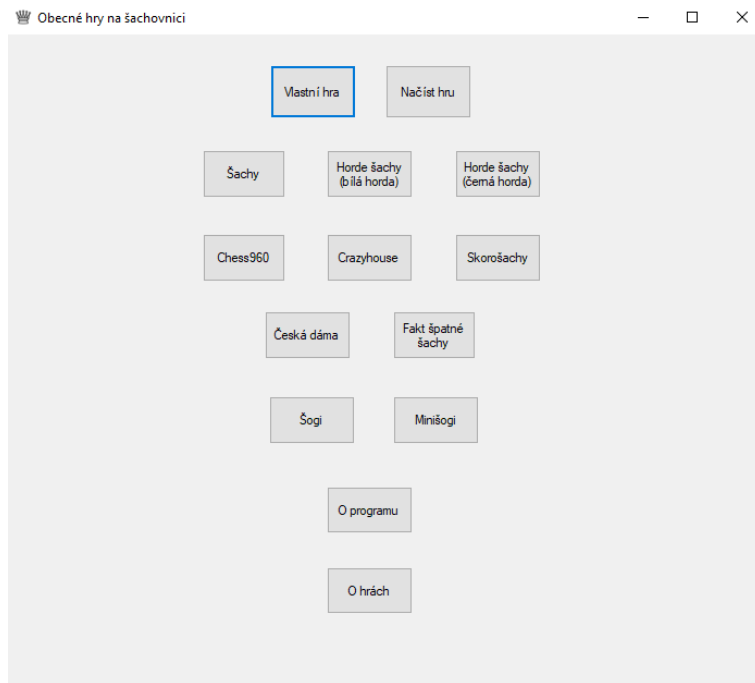 Obecné hry na šachovnici
Vlastní hra
Načíst hru
Šachy
Horde šachy
(bílá horda)
Horde šachy
(černá horda)
Chess960
Crazyhouse
Skorošachy
Česká dáma
Fakt špatné
šachy
Šogi
Minišogi
O programu
O hrách